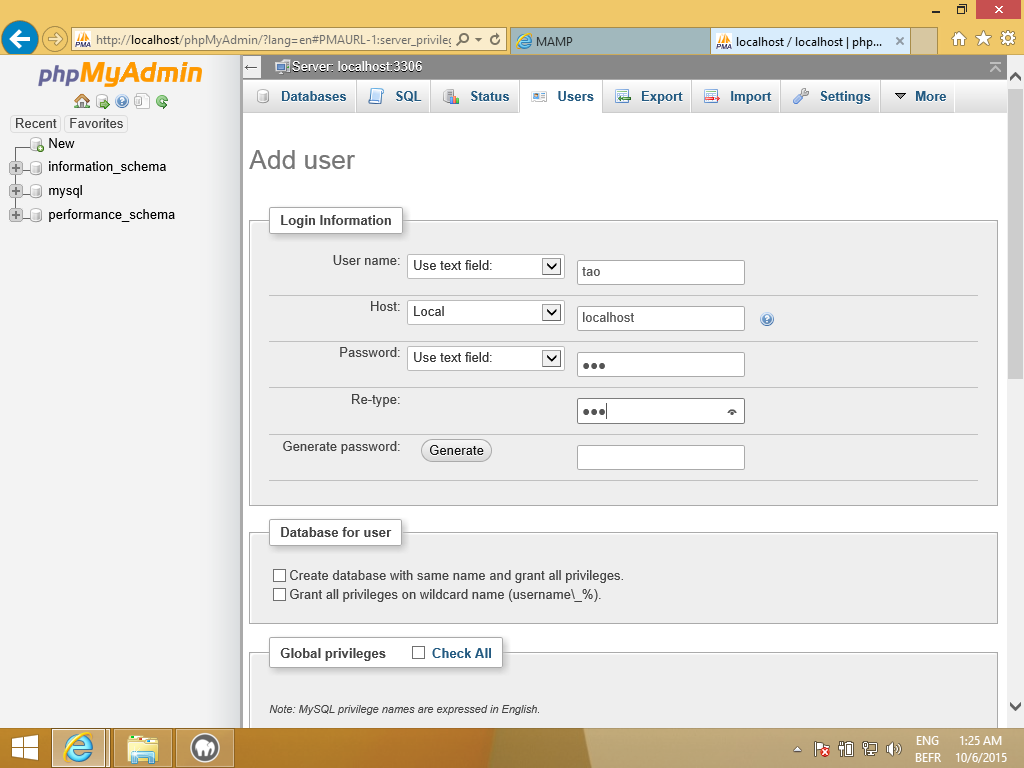 http://localhost/phpMyAdmin/?lang=en#PMAURL-1:server_privileg
MAMP
localhost / localhost | php...
phpMyAdmin
Recent Favorites
New
information_schema
mysql
performance_schema
Server: localhost:3306
Databases SQL Status Users Export Import Settings More
Add user
Login Information
User name: Use text field: tao
Host: Local localhost
Password: Use text field: ●●●
Re-type: ●●●
Generate password: Generate
Database for user
Create database with same name and grant all privileges.
Grant all privileges on wildcard name (username\_%).
Global privileges Check All
Note: MySQL privilege names are expressed in English.
ENG 1:25 AM
BEFR 10/6/2015